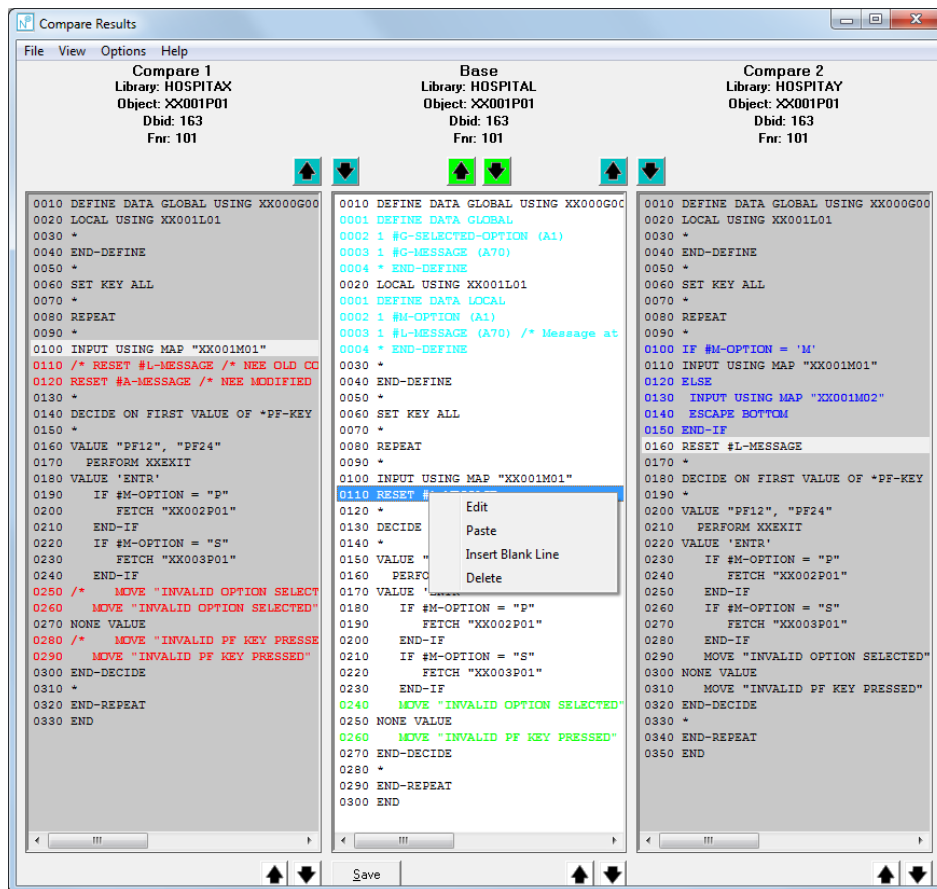 Compare Results
File View Options Help
Compare 1
Library: HOSPITAX
Object: XX001P01
Dbid: 163
Fnr: 101
Base
Library: HOSPITAL
Object: XX001P01
Dbid: 163
Fnr: 101
Compare 2
Library: HOSPITAY
Object: XX001P01
Dbid: 163
Fnr: 101
0010 DEFINE DATA GLOBAL USING XX000G00
0020 LOCAL USING XX001L01
0030 *
0040 END-DEFINE
0050 *
0060 SET KEY ALL
0070 *
0080 REPEAT
0090 *
0100 INPUT USING MAP "XX001M01"
0110 /* RESET #L-MESSAGE /* NEE OLD CO
0120 RESET #A-MESSAGE /* NEE MODIFIED
0130 *
0140 DECIDE ON FIRST VALUE OF *PF-KEY
0150 *
0160 VALUE "PF12", "PF24"
0170 PERFORM XXEXIT
0180 VALUE 'ENTR'
0190 IF #M-OPTION = "P"
0200 FETCH "XX002P01"
0210 END-IF
0220 IF #M-OPTION = "S"
0230 FETCH "XX003P01"
0240 END-IF
0250 /* MOVE "INVALID OPTION SELECT
0260 MOVE "INVALID OPTION SELECTED"
0270 NONE VALUE
0280 /* MOVE "INVALID PF KEY PRESSE
0290 MOVE "INVALID PF KEY PRESSED"
0300 END-DECIDE
0310 *
0320 END-REPEAT
0330 END
0010 DEFINE DATA GLOBAL USING XX000G00
0001 DEFINE DATA GLOBAL
0002 1 #G-SELECTED-OPTION (A1)
0003 1 #G-MESSAGE (A70)
0004 * END-DEFINE
0020 LOCAL USING XX001L01
0001 DEFINE DATA LOCAL
0002 1 #M-OPTION (A1)
0003 1 #L-MESSAGE (A70) /* Message at
0004 * END-DEFINE
0030 *
0040 END-DEFINE
0050 *
0060 SET KEY ALL
0070 *
0080 REPEAT
0090 *
0100 INPUT USING MAP "XX001M01"
0110 RESET
0120 *
0130 DECIDE
0140 *
0150 VALUE "
0160 PERFO
0170 VALUE '
0180 IF #M-OPTION = "P"
0190 FETCH "XX002P01"
0200 END-IF
0210 IF #M-OPTION = "S"
0220 FETCH "XX003P01"
0230 END-IF
0240 MOVE "INVALID OPTION SELECTED"
0250 NONE VALUE
0260 MOVE "INVALID PF KEY PRESSED"
0270 END-DECIDE
0280 *
0290 END-REPEAT
0300 END
Edit
Paste
Insert Blank Line
Delete
0010 DEFINE DATA GLOBAL USING XX000G00
0020 LOCAL USING XX001L01
0030 *
0040 END-DEFINE
0050 *
0060 SET KEY ALL
0070 *
0080 REPEAT
0090 *
0100 IF #M-OPTION = 'M'
0110 INPUT USING MAP "XX001M01"
0120 ELSE
0130 INPUT USING MAP "XX001M02"
0140 ESCAPE BOTTOM
0150 END-IF
0160 RESET #L-MESSAGE
0170 *
0180 DECIDE ON FIRST VALUE OF *PF-KEY
0190 *
0200 VALUE "PF12", "PF24"
0210 PERFORM XXEXIT
0220 VALUE 'ENTR'
0230 IF #M-OPTION = "P"
0240 FETCH "XX002P01"
0250 END-IF
0260 IF #M-OPTION = "S"
0270 FETCH "XX003P01"
0280 END-IF
0290 MOVE "INVALID OPTION SELECTED"
0300 NONE VALUE
0310 MOVE "INVALID PF KEY PRESSED"
0320 END-DECIDE
0330 *
0340 END-REPEAT
0350 END
Save